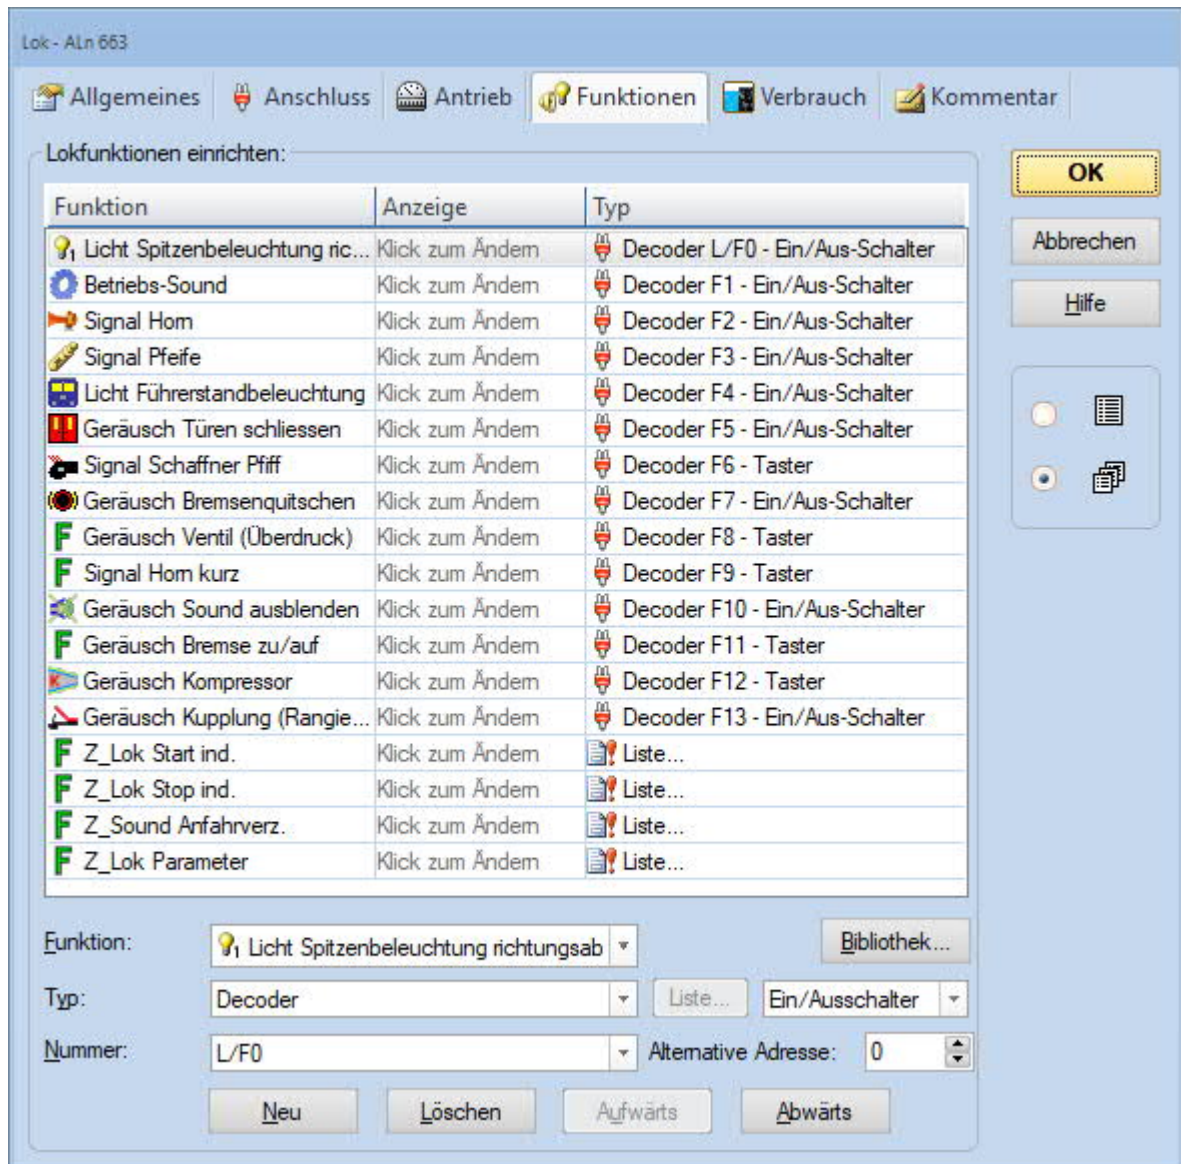 Lok - ALn 663
Allgemeines Anschluss Antrieb Funktionen Verbrauch Kommentar
Lokfunktionen einrichten:
OK
Abbrechen
Hilfe
Funktion Anzeige Typ
Licht Spitzenbeleuchtung ric... Klick zum Ändern Decoder L/F0 - Ein/Aus-Schalter
Betriebs-Sound Klick zum Ändern Decoder F1 - Ein/Aus-Schalter
Signal Horn Klick zum Ändern Decoder F2 - Ein/Aus-Schalter
Signal Pfeife Klick zum Ändern Decoder F3 - Ein/Aus-Schalter
Licht Führerstandbeleuchtung Klick zum Ändern Decoder F4 - Ein/Aus-Schalter
Geräusch Türen schliessen Klick zum Ändern Decoder F5 - Ein/Aus-Schalter
Signal Schaffner Pfiff Klick zum Ändern Decoder F6 - Taster
Geräusch Bremsenquitschen Klick zum Ändern Decoder F7 - Ein/Aus-Schalter
Geräusch Ventil (Überdruck) Klick zum Ändern Decoder F8 - Taster
Signal Horn kurz Klick zum Ändern Decoder F9 - Taster
Geräusch Sound ausblenden Klick zum Ändern Decoder F10 - Ein/Aus-Schalter
Geräusch Bremse zu/auf Klick zum Ändern Decoder F11 - Taster
Geräusch Kompressor Klick zum Ändern Decoder F12 - Taster
Geräusch Kupplung (Rangie... Klick zum Ändern Decoder F13 - Ein/Aus-Schalter
Z_Lok Start ind. Klick zum Ändern Liste...
Z_Lok Stop ind. Klick zum Ändern Liste...
Z_Sound Anfahrverz. Klick zum Ändern Liste...
Z_Lok Parameter Klick zum Ändern Liste...
Funktion: Licht Spitzenbeleuchtung richtungsab Bibliothek...
Typ: Decoder Liste... Ein/Ausschalter
Nummer: L/F0 Alternative Adresse: 0
Neu Löschen Aufwärts Abwärts